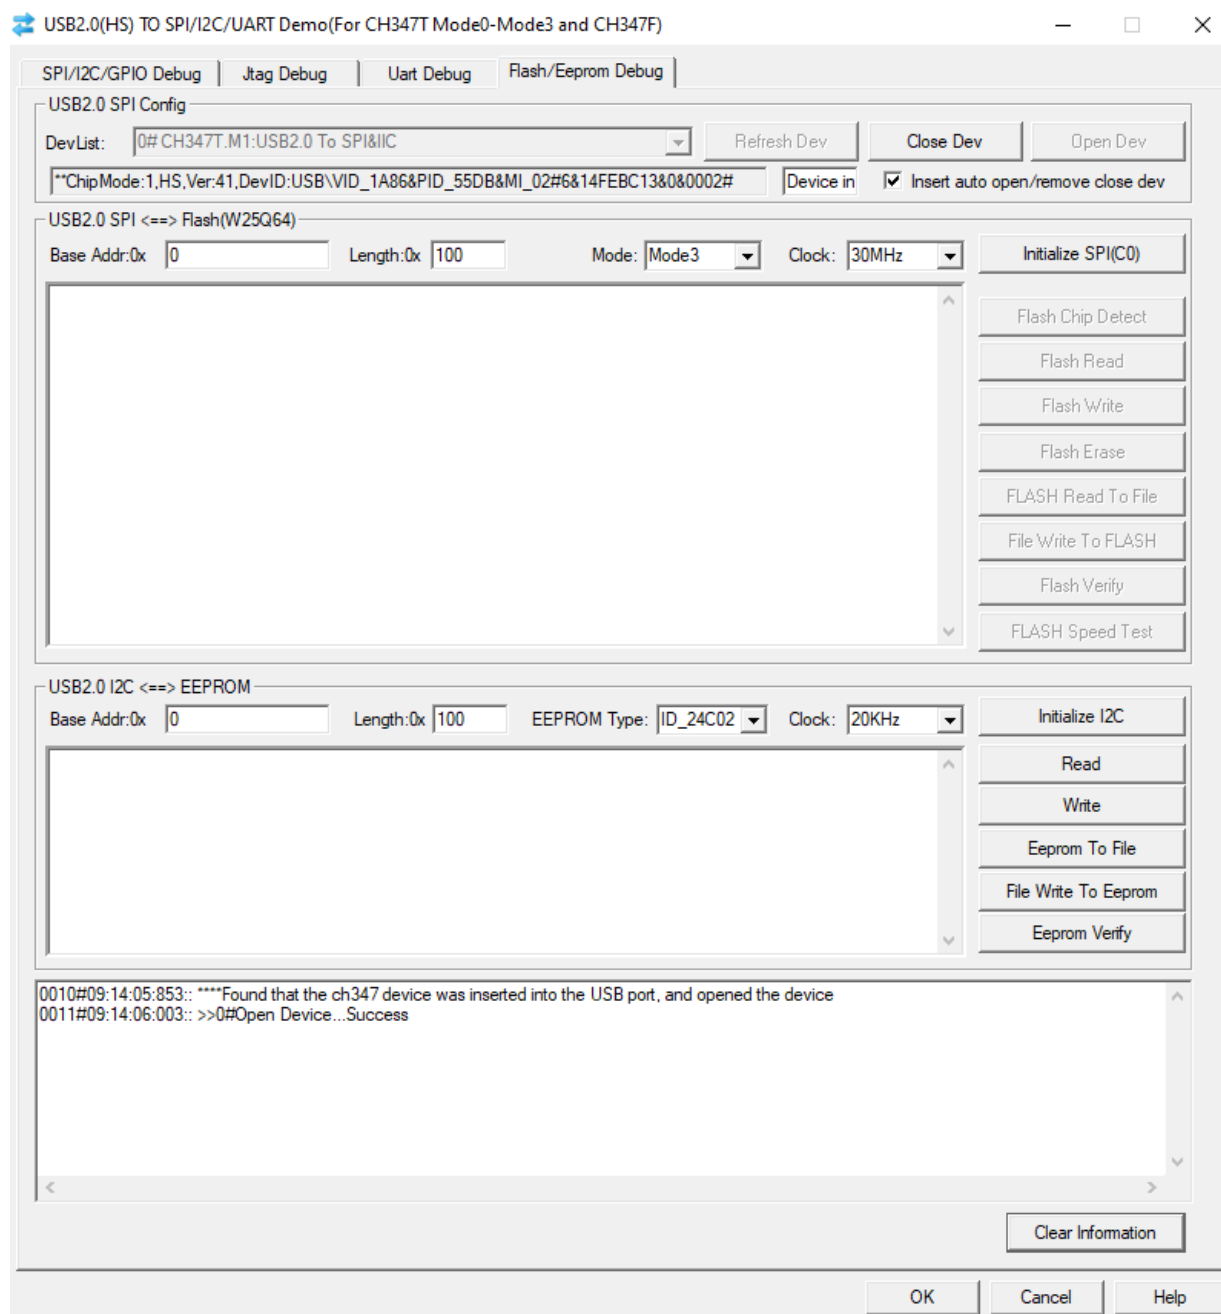 USB2.0(HS) TO SPI/I2C/UART Demo(For CH347T Mode0-Mode3 and CH347F)
SPI/I2C/GPIO Debug Jtag Debug Uart Debug Flash/Eeprom Debug
USB2.0 SPI Config
DevList: 0# CH347T.M1:USB2.0 To SPI&IIC Refresh Dev Close Dev Open Dev
**ChipMode:1,HS,Ver:41,DevID:USB\VID_1A86&PID_55DB&MI_02#6&14FEBC13&0&0002# Device in Insert auto open/remove close dev
USB2.0 SPI <==> Flash(W25Q64)
Base Addr:0x 0 Length:0x 100 Mode: Mode3 Clock: 30MHz Initialize SPI(C0)
Flash Chip Detect
Flash Read
Flash Write
Flash Erase
FLASH Read To File
File Write To FLASH
Flash Verify
FLASH Speed Test
USB2.0 I2C <==> EEPROM
Base Addr:0x 0 Length:0x 100 EEPROM Type: ID_24C02 Clock: 20KHz Initialize I2C
Read
Write
Eeprom To File
File Write To Eeprom
Eeprom Verify
0010#09:14:05:853:: ****Found that the ch347 device was inserted into the USB port, and opened the device
0011#09:14:06:003:: >>0#Open Device...Success
Clear Information
OK Cancel Help